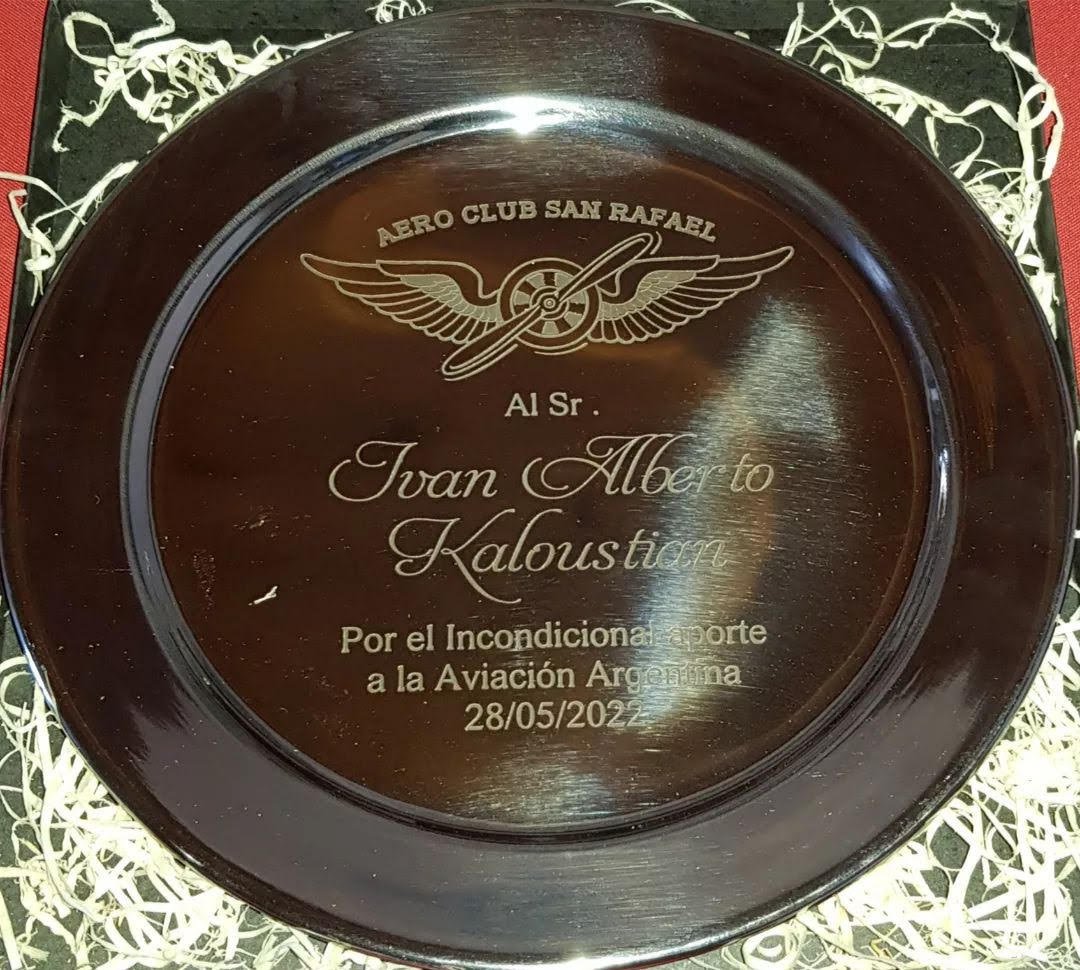 AERO CLUB SAN RAFAEL
Al Sr .
Ivan Alberto
Kaloustian
Por el Incondicional aporte
a la Aviación Argentina
28/05/2022